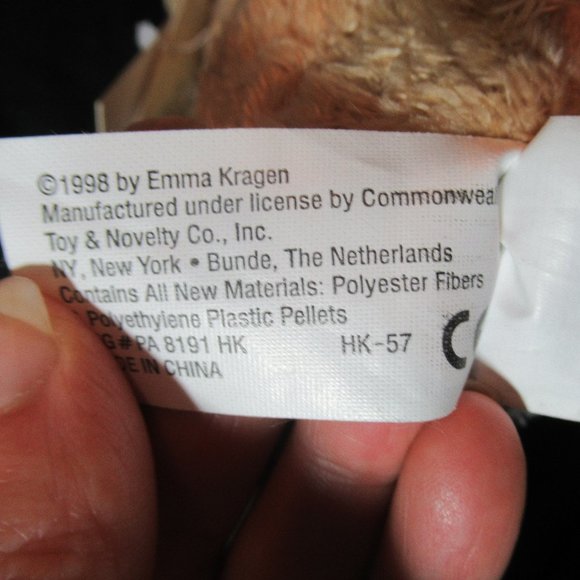 ©1998 by Emma Kragen
Manufactured under license by Commonwea
Toy & Novelty Co., Inc.
NY, New York • Bunde, The Netherlands
Contains All New Materials: Polyester Fibers
Polyethylene Plastic Pellets
G# PA 8191 HK HK-57
DE IN CHINA